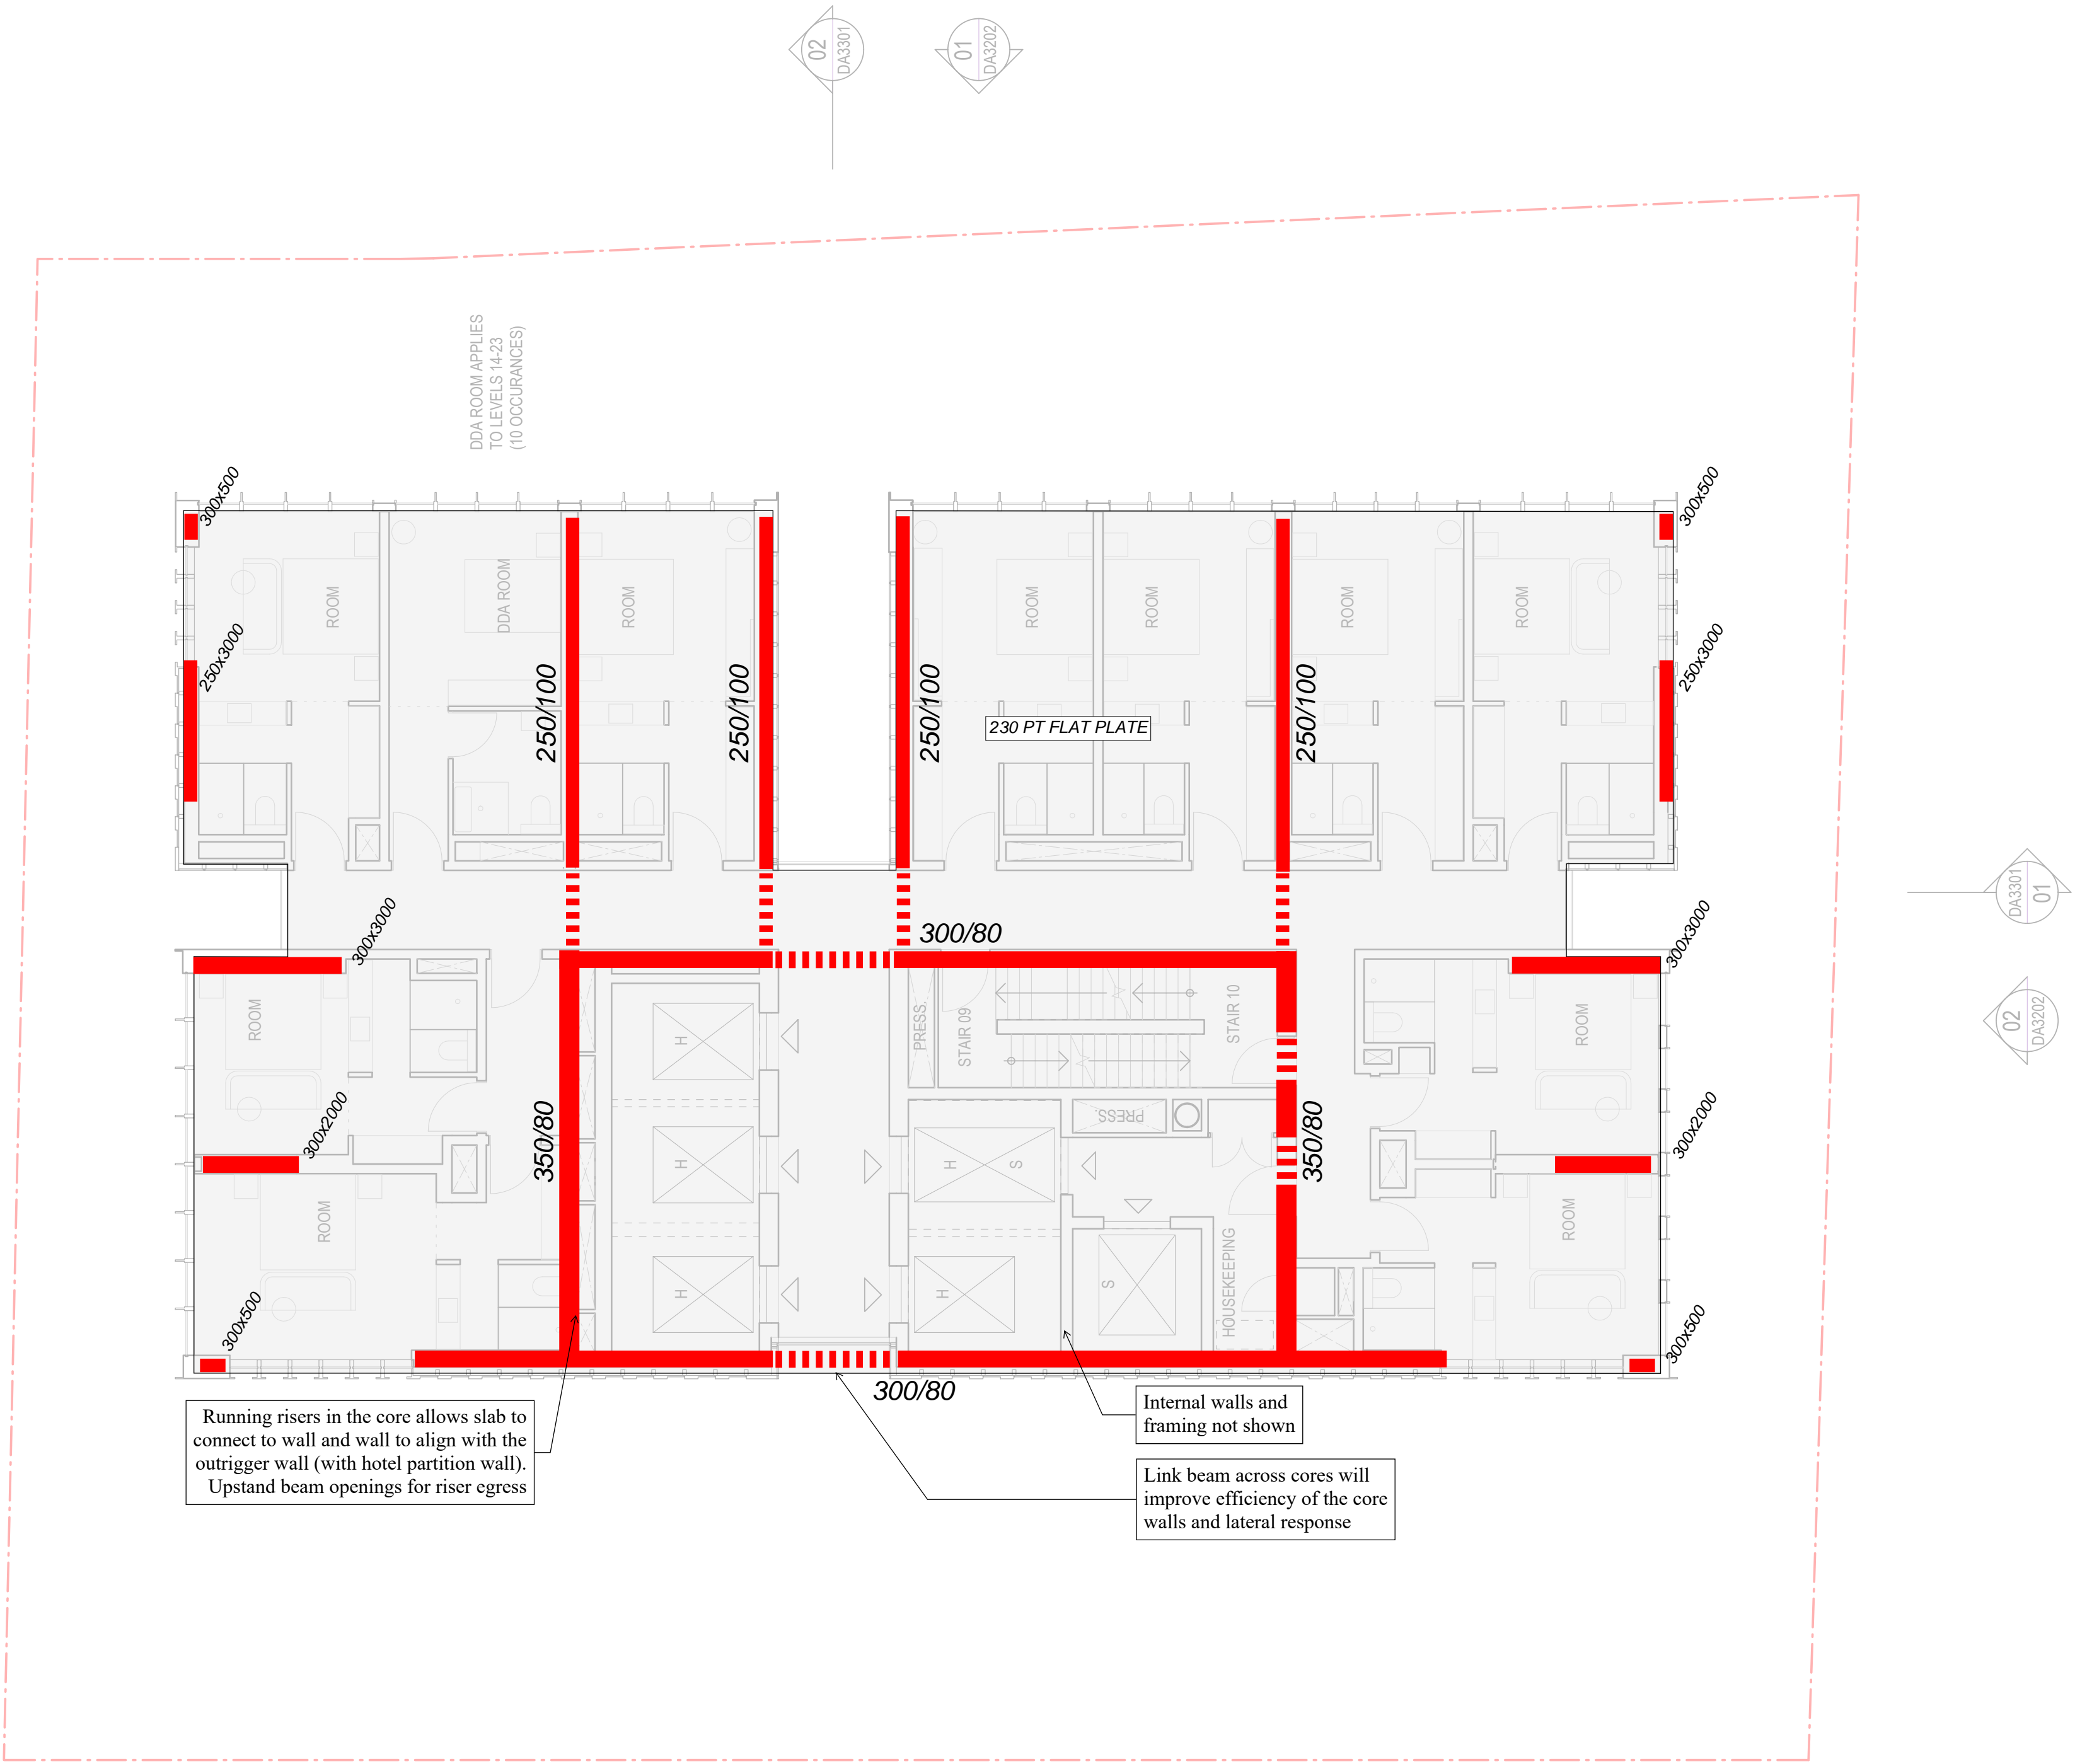 02
DA3301
01
DA3202
DDA ROOM APPLIES
TO LEVELS 14-23
(10 OCCURANCES)
300x500
300x500
ROOM
DDA ROOM
ROOM
ROOM
ROOM
ROOM
ROOM
250x3000
250x3000
250/100
250/100
250/100
250/100
230 PT FLAT PLATE
DA3301
01
300/80
300x3000
300x3000
ROOM
H
PRESS.
STAIR 09
STAIR 10
ROOM
02
DA3202
300x2000
350/80
H
H
S
PRESS.
350/80
300x2000
ROOM
H
H
S
HOUSEKEEPING
ROOM
300x500
300x500
300/80
Running risers in the core allows slab to
connect to wall and wall to align with the
outrigger wall (with hotel partition wall).
Upstand beam openings for riser egress
Internal walls and
framing not shown
Link beam across cores will
improve efficiency of the core
walls and lateral response